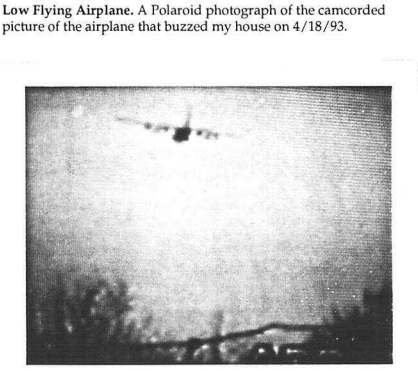 Low Flying Airplane. A Polaroid photograph of the camcorded
picture of the airplane that buzzed my house on 4/18/93.